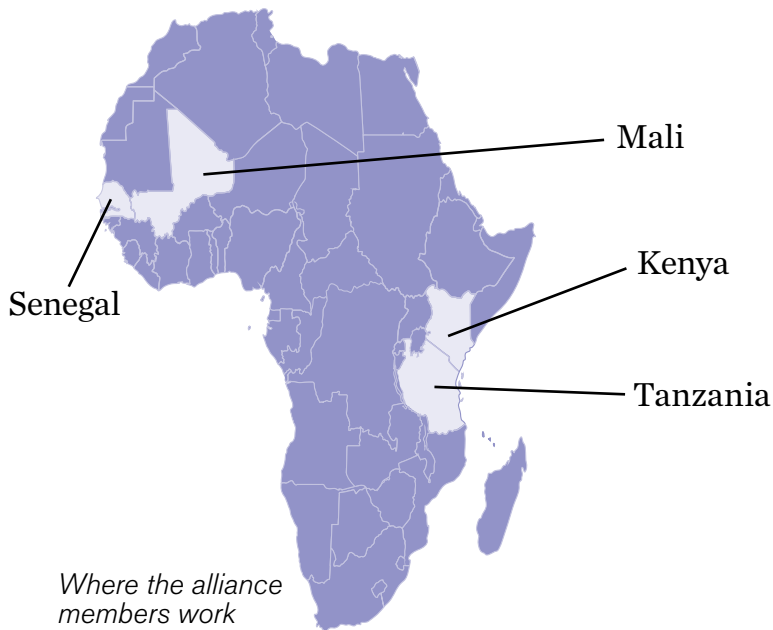 Mali
Kenya
Senegal
Tanzania
Where the alliance
members work